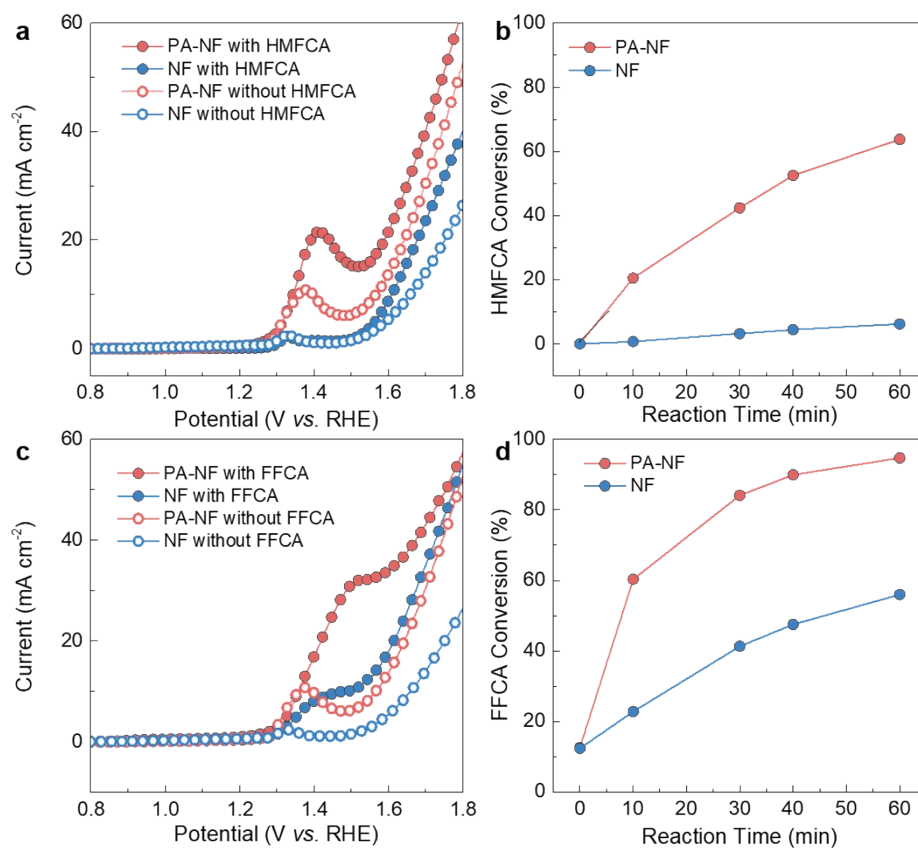 a
PA-NF with HMFCA
NF with HMFCA
PA-NF without HMFCA
NF without HMFCA
Current (mA cm⁻²)
60
40
20
0
0.8 1.0 1.2 1.4 1.6 1.8
Potential (V vs. RHE)
b
PA-NF
NF
HMFCA Conversion (%)
100
80
60
40
20
0
0 10 20 30 40 50 60
Reaction Time (min)
c
PA-NF with FFCA
NF with FFCA
PA-NF without FFCA
NF without FFCA
Current (mA cm⁻²)
60
40
20
0
0.8 1.0 1.2 1.4 1.6 1.8
Potential (V vs. RHE)
d
PA-NF
NF
FFCA Conversion (%)
100
80
60
40
20
0
0 10 20 30 40 50 60
Reaction Time (min)